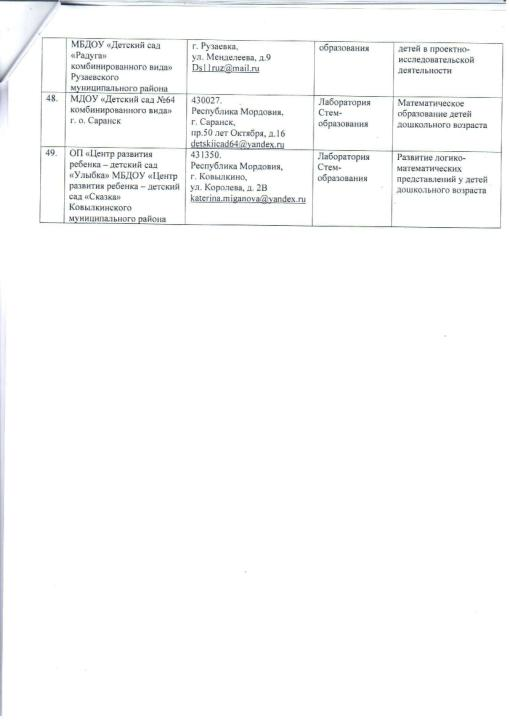 МБДОУ «Детский сад
«Радуга»
комбинированного вида»
Рузаевского
муниципального района
г. Рузаевка,
ул. Менделеева, д.9
Ds11ruz@mail.ru
образования
детей в проектно-
исследовательской
деятельности
48.
МДОУ «Детский сад №64
комбинированного вида»
г. о. Саранск
430027.
Республика Мордовия,
г. Саранск,
пр.50 лет Октября, д.16
detskiicad64@yandex.ru
Лаборатория
Стем-
образования
Математическое
образование детей
дошкольного возраста
49.
ОП «Центр развития
ребенка – детский сад
«Улыбка» МБДОУ «Центр
развития ребенка – детский
сад «Сказка»
Ковылкинского
муниципального района
431350.
Республика Мордовия,
г. Ковылкино,
ул. Королева, д. 2В
katerina.miganova@yandex.ru
Лаборатория
Стем-
образования
Развитие логико-
математических
представлений у детей
дошкольного возраста